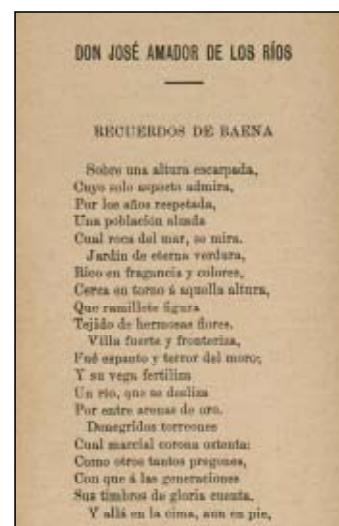 DON JOSÉ AMADOR DE LOS RÍOS
RECUERDOS DE BAENA
Sobre una altura escarpada,
Cuyo solo aspecto admira,
Por los años respetada,
Una población aluada
Cual roca del mar, se mira.
Jardín de eterna verdura,
Rico en fragancia y colores,
Cerca en torno á aquella altura,
Que ramillete figura
Tejido de hermosas flores.
Villa fuerte y fronteriza,
Fué espanto y terror del moro;
Y su vega fertiliza
Un río, que se desliza
Por entre arenas de oro.
Denegridos torreones
Cual marcial corona ostenta:
Como otros tantos pregones,
Con que á las generaciones
Sus timbres de gloria cuenta.
Y allá en la cima, aun en pie,